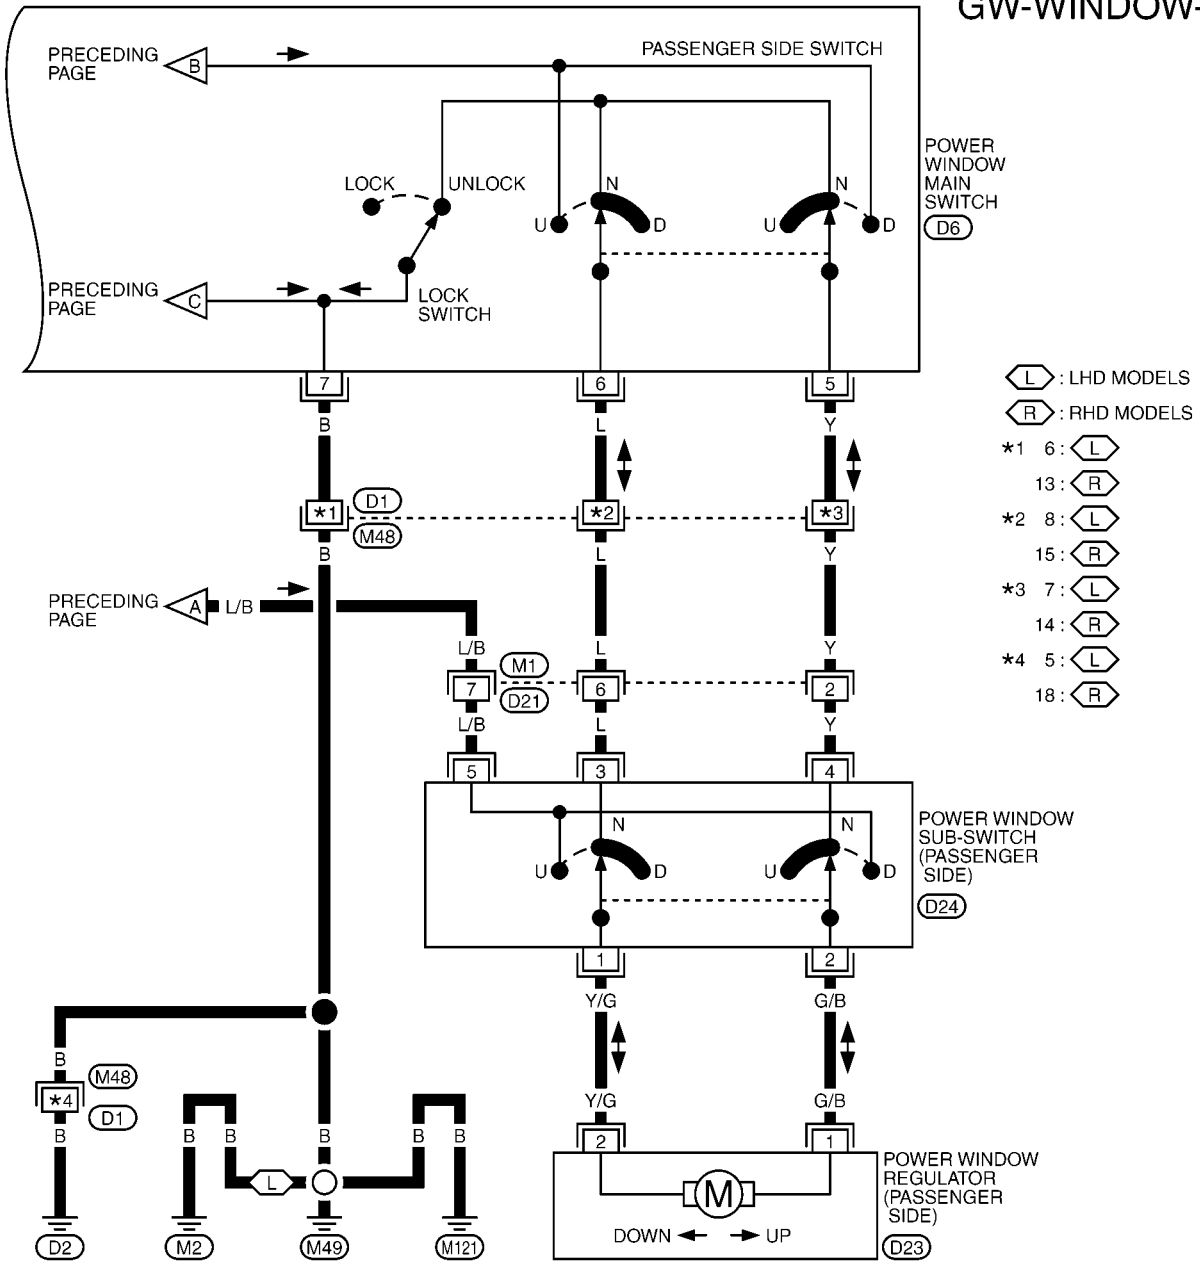 GW-WINDOW-
PRECEDING
PAGE
B
PASSENGER SIDE SWITCH
POWER
WINDOW
MAIN
SWITCH
D6
LOCK
UNLOCK
N
N
U
D
U
D
PRECEDING
PAGE
C
LOCK
SWITCH
7
6
5
B
L
Y
L : LHD MODELS
R : RHD MODELS
*1 6 : L
13 : R
*2 8 : L
15 : R
*3 7 : L
14 : R
*4 5 : L
18 : R
*1
D1
M48
*2
*3
B
L
Y
PRECEDING
PAGE
A
L/B
L/B
L
Y
7
M1
D21
6
2
L/B
L
Y
5
3
4
N
N
U
D
U
D
POWER WINDOW
SUB-SWITCH
(PASSENGER
SIDE)
D24
1
2
Y/G
G/B
B
M48
*4
D1
B
Y/G
G/B
B
B
B
B
B
L
2
1
M
DOWN
UP
POWER WINDOW
REGULATOR
(PASSENGER
SIDE)
D23
D2
M2
M49
M121